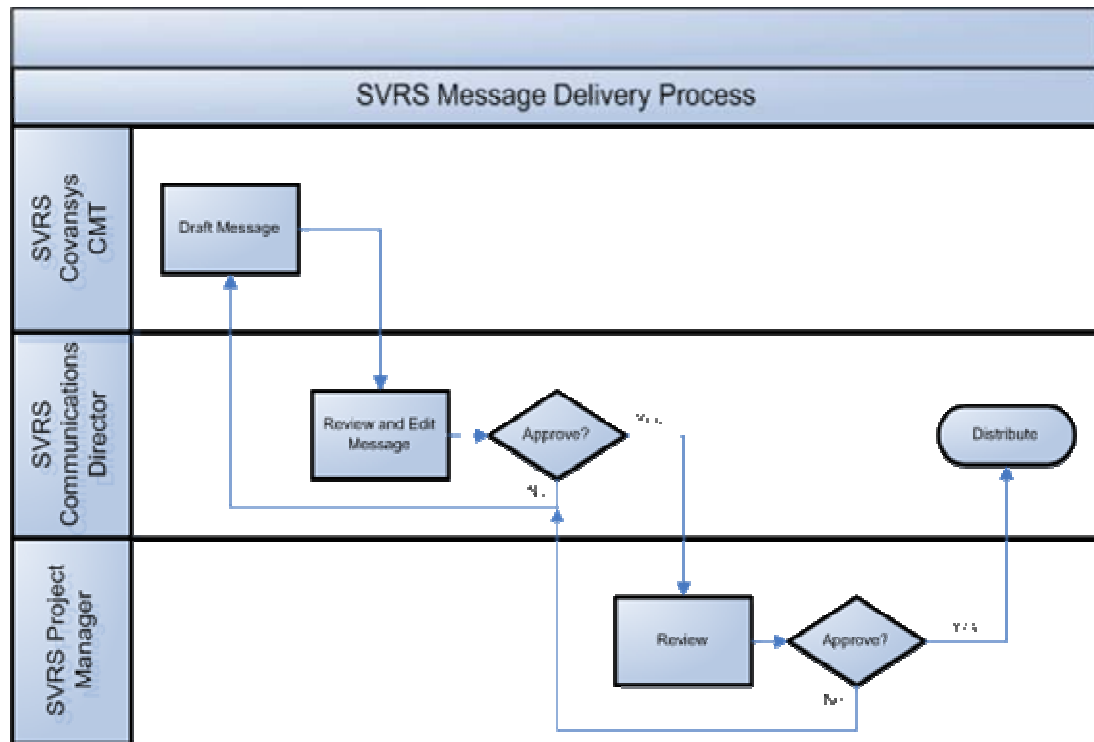 SVRS Message Delivery Process
SVRS
Covansys
CMT
Draft Message
SVRS
Communications
Director
Review and Edit
Message
Approve?
Distribute
SVRS Project
Manager
Review
Approve?